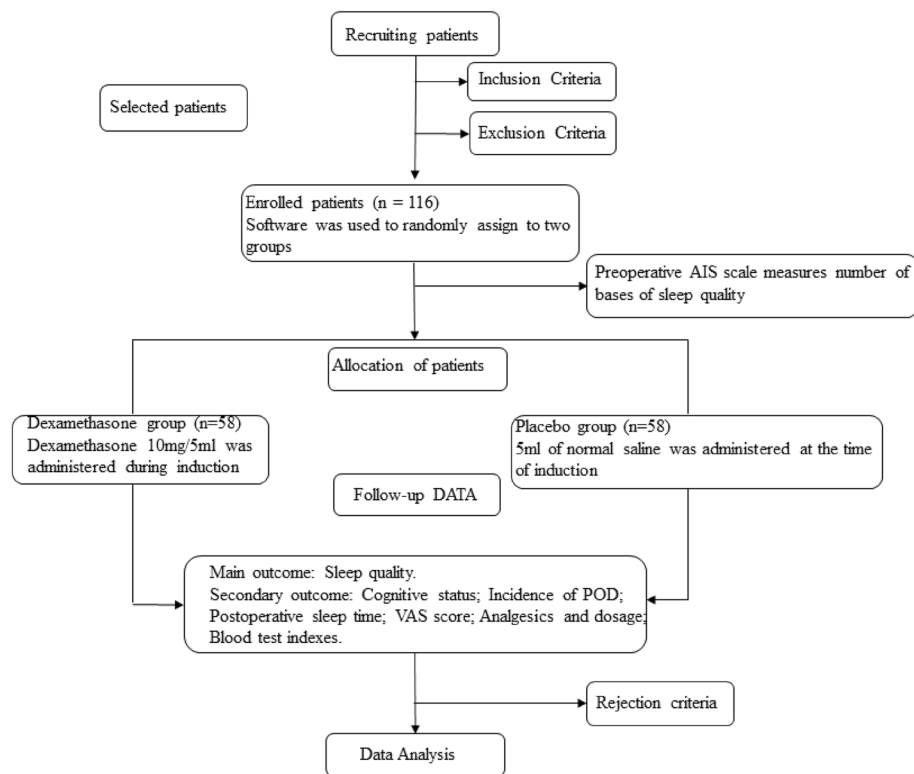 Recruiting patients
Inclusion Criteria
Selected patients
Exclusion Criteria
Enrolled patients (n = 116)
Software was used to randomly assign to two
groups
Preoperative AIS scale measures number of
bases of sleep quality
Allocation of patients
Dexamethasone group (n=58)
Dexamethasone 10mg/5ml was
administered during induction
Placebo group (n=58)
5ml of normal saline was administered at the time
of induction
Follow-up DATA
Main outcome: Sleep quality.
Secondary outcome: Cognitive status; Incidence of POD;
Postoperative sleep time; VAS score; Analgesics and dosage;
Blood test indexes.
Rejection criteria
Data Analysis